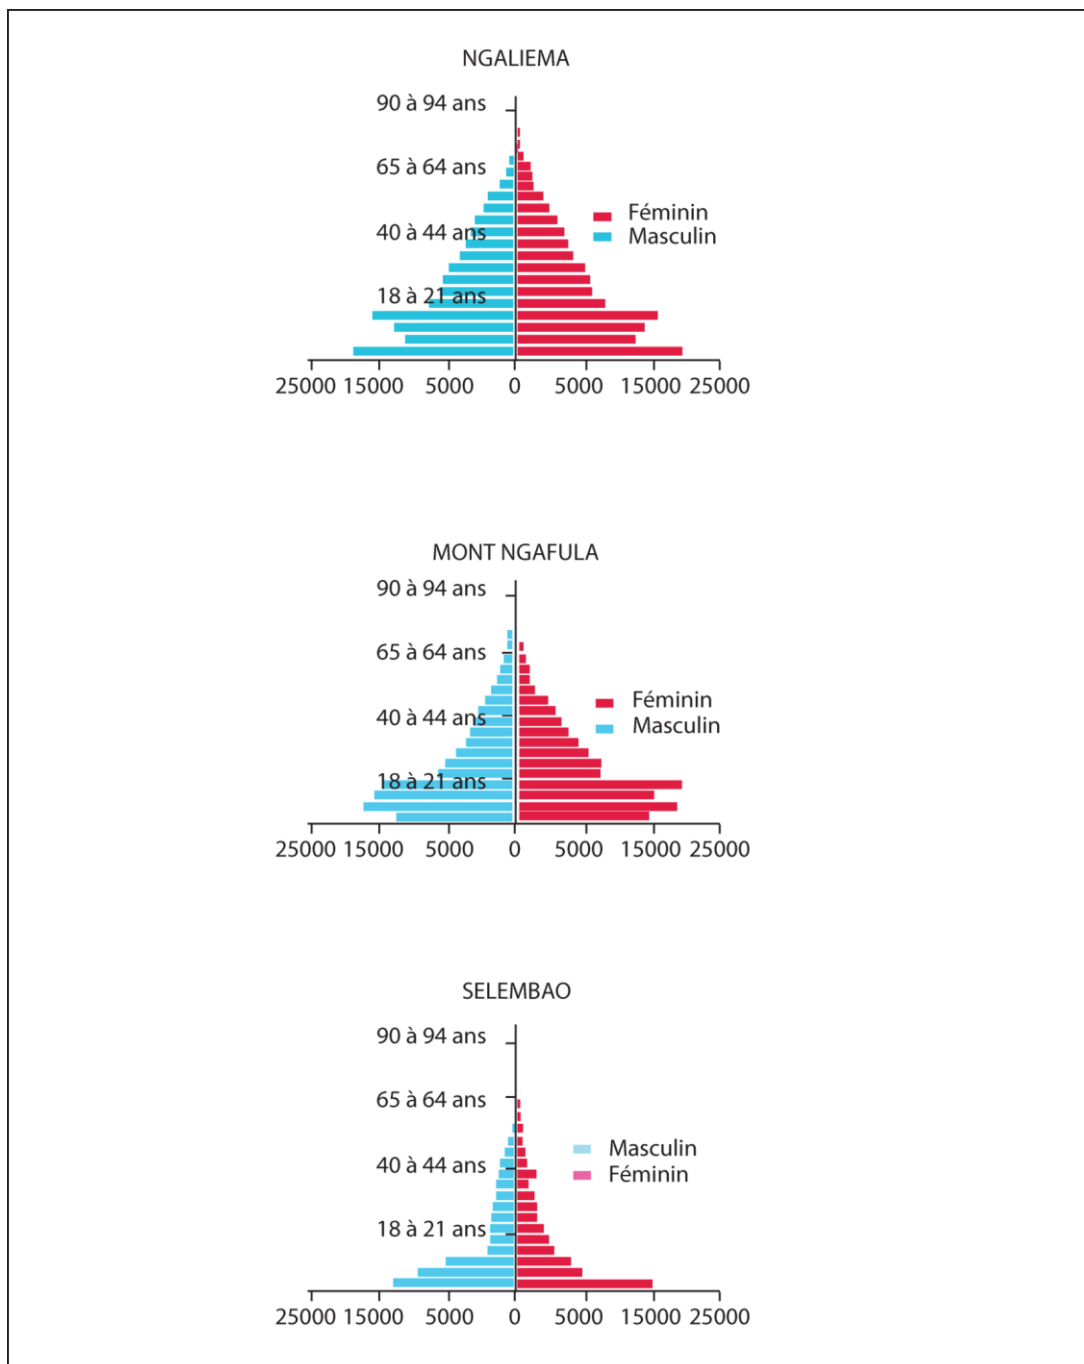 NGALIEMA
90 à 94 ans
65 à 64 ans
40 à 44 ans
18 à 21 ans
Féminin
Masculin
25000 15000 5000 0 5000 15000 25000
MONT NGAFULA
90 à 94 ans
65 à 64 ans
40 à 44 ans
18 à 21 ans
Féminin
Masculin
25000 15000 5000 0 5000 15000 25000
SELEMBAO
90 à 94 ans
65 à 64 ans
40 à 44 ans
18 à 21 ans
Masculin
Féminin
25000 15000 5000 0 5000 15000 25000